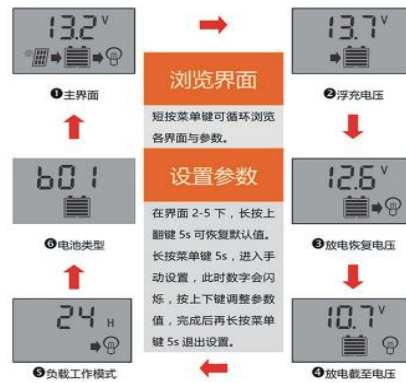 13.2V
❶主界面
13.7V
❷浮充电压
浏览界面
短按菜单键可循环浏览
各界面与参数。
设置参数
在界面 2-5 下，长按上
翻键 5s 可恢复默认值。
长按菜单键 5s，进入手
动设置，此时数字会闪
烁，按上下键调整参数
值，完成后再长按菜单
键 5s 退出设置。
12.6V
❸放电恢复电压
10.7V
❹放电截至电压
24 H
❺负载工作模式
b01
❻电池类型